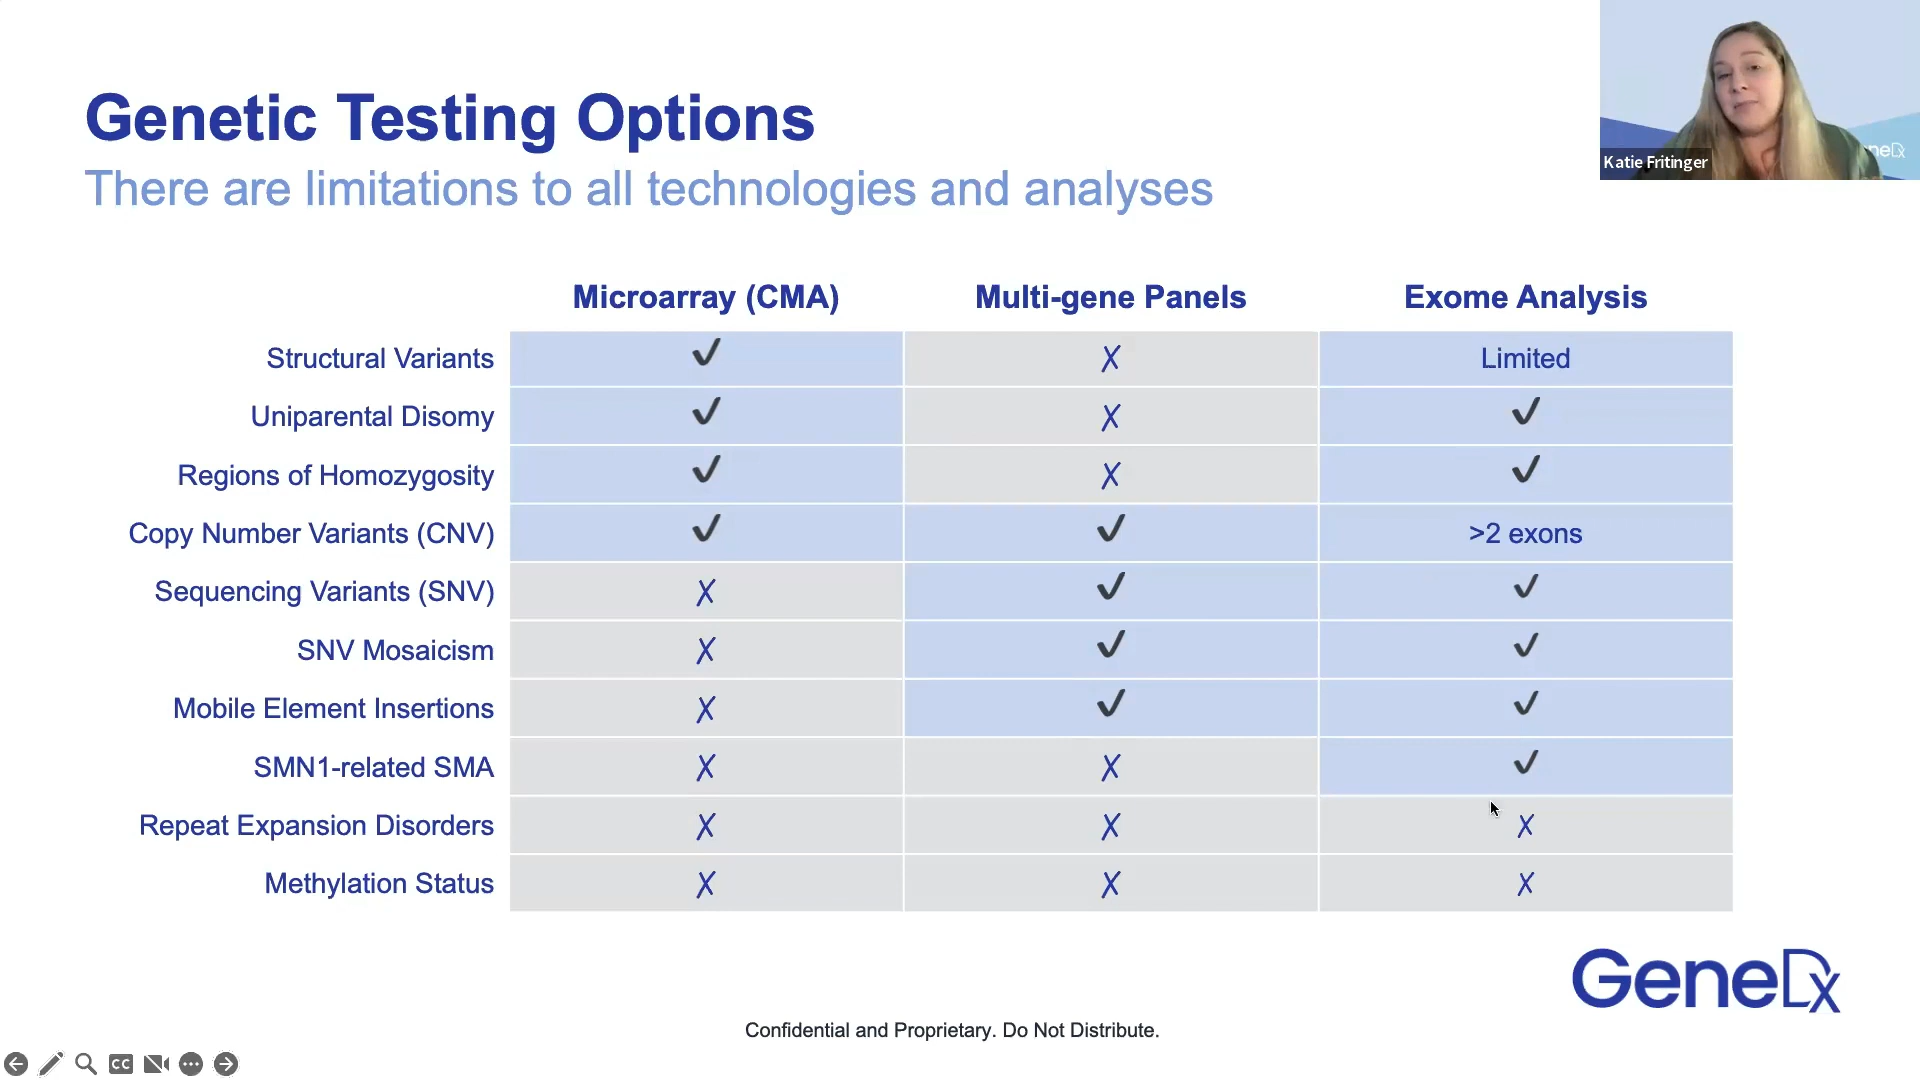 Genetic Testing Options
There are limitations to all technologies and analyses
Katie Fritinger
neDx
Microarray (CMA) Multi-gene Panels Exome Analysis
Structural Variants ✓ ✗ Limited
Uniparental Disomy ✓ ✗ ✓
Regions of Homozygosity ✓ ✗ ✓
Copy Number Variants (CNV) ✓ ✓ >2 exons
Sequencing Variants (SNV) ✗ ✓ ✓
SNV Mosaicism ✗ ✓ ✓
Mobile Element Insertions ✗ ✓ ✓
SMN1-related SMA ✗ ✗ ✓
Repeat Expansion Disorders ✗ ✗ ✗
Methylation Status ✗ ✗ ✗
GeneDx
Confidential and Proprietary. Do Not Distribute.
CC